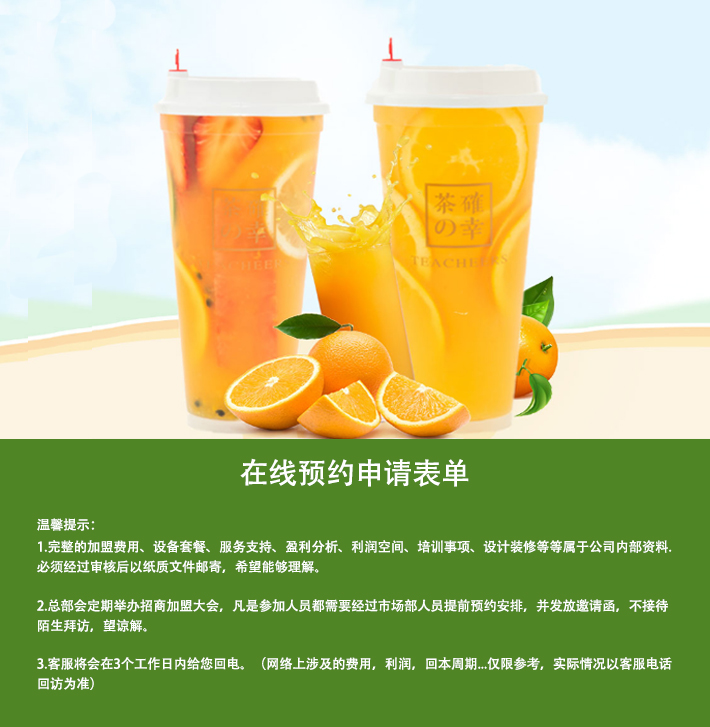 茶確
の幸
茶確
の幸
TEACHEERS
在线预约申请表单
温馨提示：
1.完整的加盟费用、设备套餐、服务支持、盈利分析、利润空间、培训事项、设计装修等等属于公司内部资料.
必须经过审核后以纸质文件邮寄，希望能够理解。
2.总部会定期举办招商加盟大会，凡是参加人员都需要经过市场部人员提前预约安排，并发放邀请函，不接待
陌生拜访，望谅解。
3.客服将会在3个工作日内给您回电。（网络上涉及的费用，利润，回本周期...仅限参考，实际情况以客服电话
回访为准）